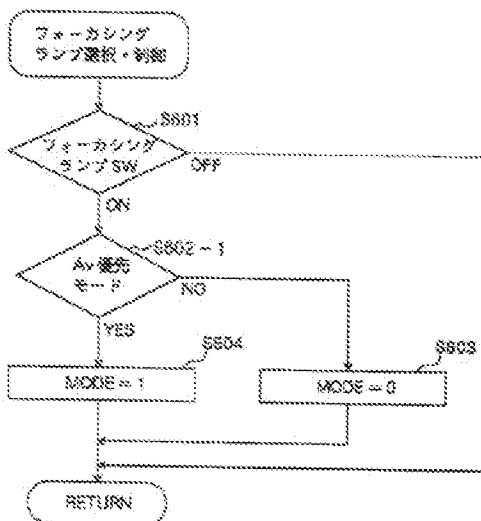 フォーカシング
ランプ選択・制御
S601
フォーカシング
ランプSW
OFF
ON
S602-1
Av優先
モード
NO
YES
S604
MODE=1
S603
MODE=0
RETURN